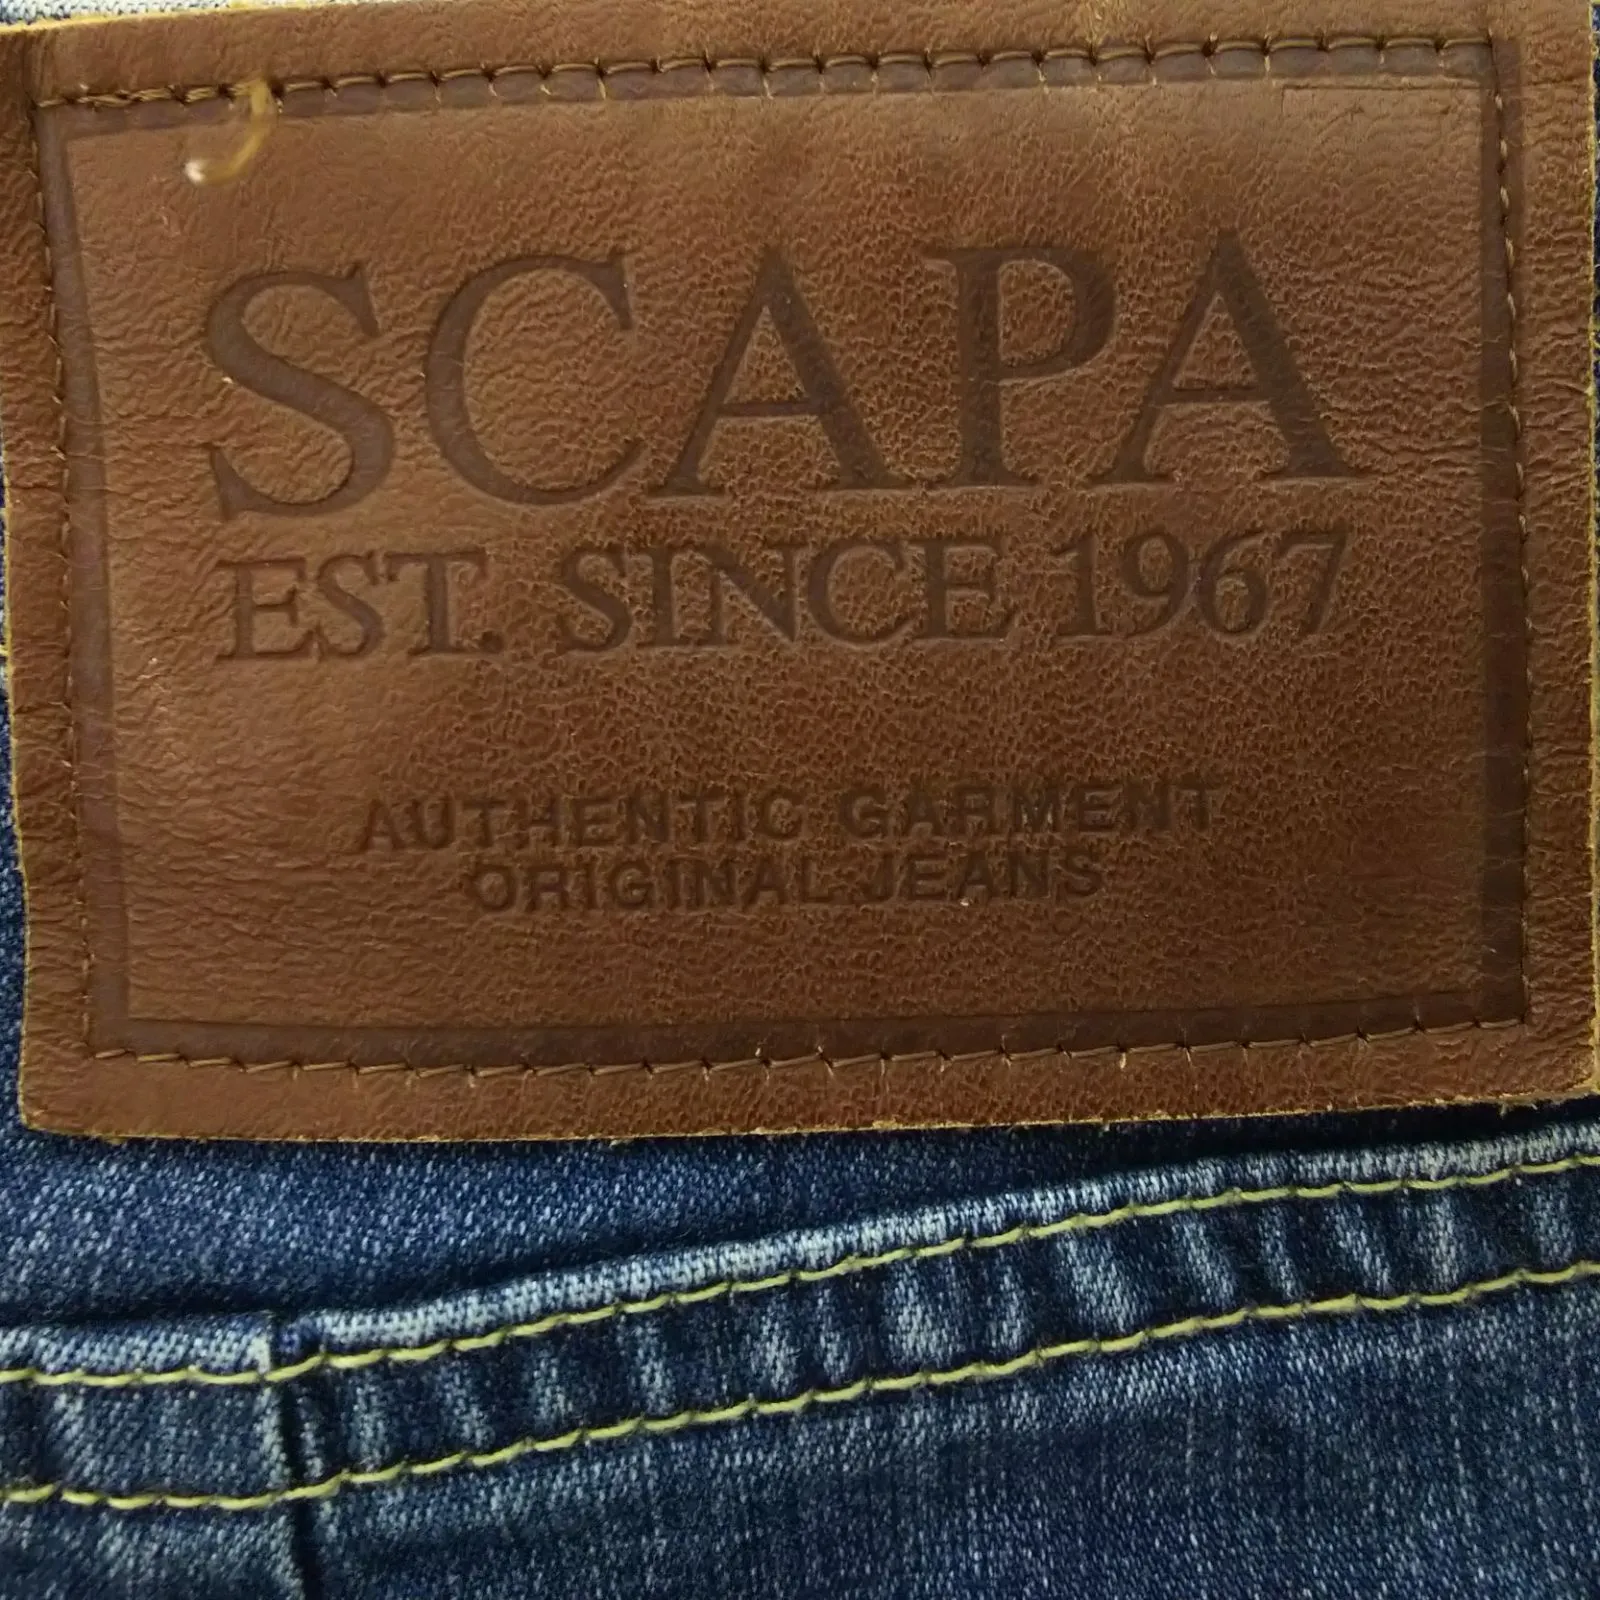 SCAPA
EST. SINCE 1967
AUTHENTIC GARMENT
ORIGINAL JEANS